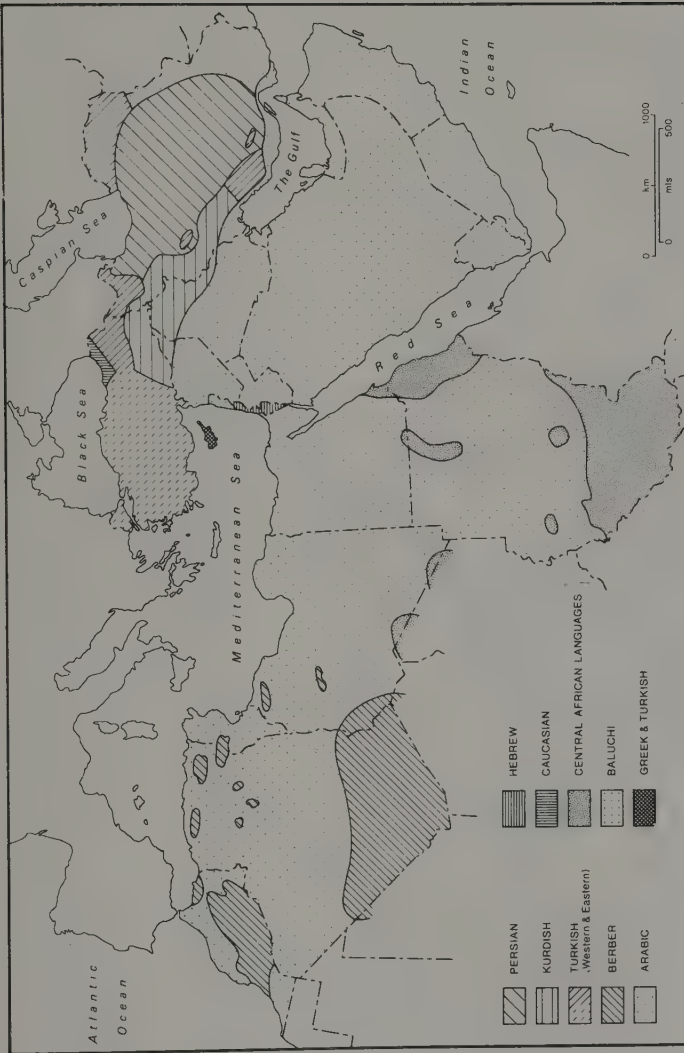 Atlantic
Ocean
Black Sea
Caspian Sea
Mediterranean Sea
The Gulf
Red Sea
Indian
Ocean
PERSIAN
KURDISH
TURKISH
(Western & Eastern)
BERBER
ARABIC
HEBREW
CAUCASIAN
CENTRAL AFRICAN LANGUAGES
BALUCHI
GREEK & TURKISH
0 km 1000
0 mls 500